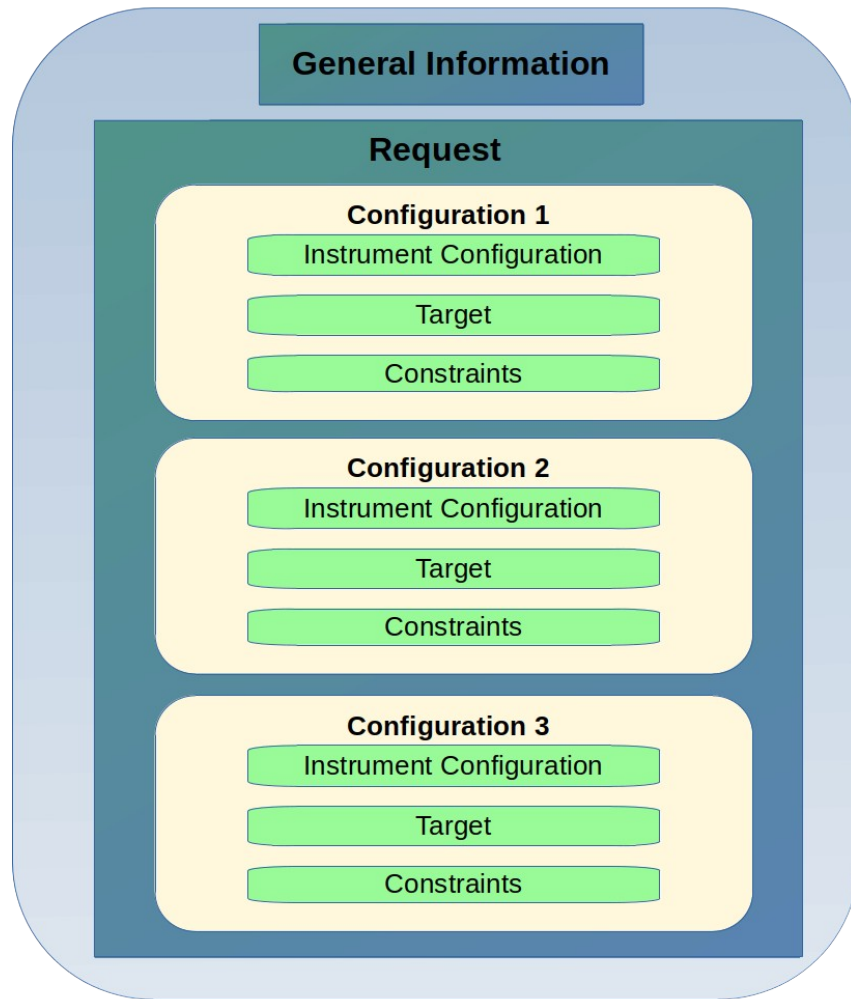 General Information
Request
Configuration 1
Instrument Configuration
Target
Constraints
Configuration 2
Instrument Configuration
Target
Constraints
Configuration 3
Instrument Configuration
Target
Constraints